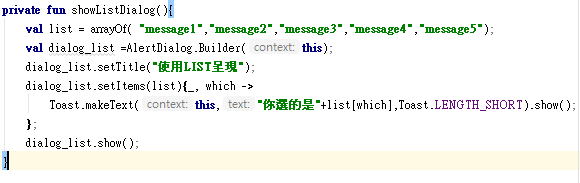 private fun showListDialog(){
val list = arrayOf( "message1","message2","message3","message4","message5");
val dialog_list =AlertDialog.Builder( context: this);
dialog_list.setTitle("使用LIST呈現");
dialog_list.setItems(list){_, which ->
Toast.makeText( context: this, text: "你選的是"+list[which],Toast.LENGTH_SHORT).show();
};
dialog_list.show();
}